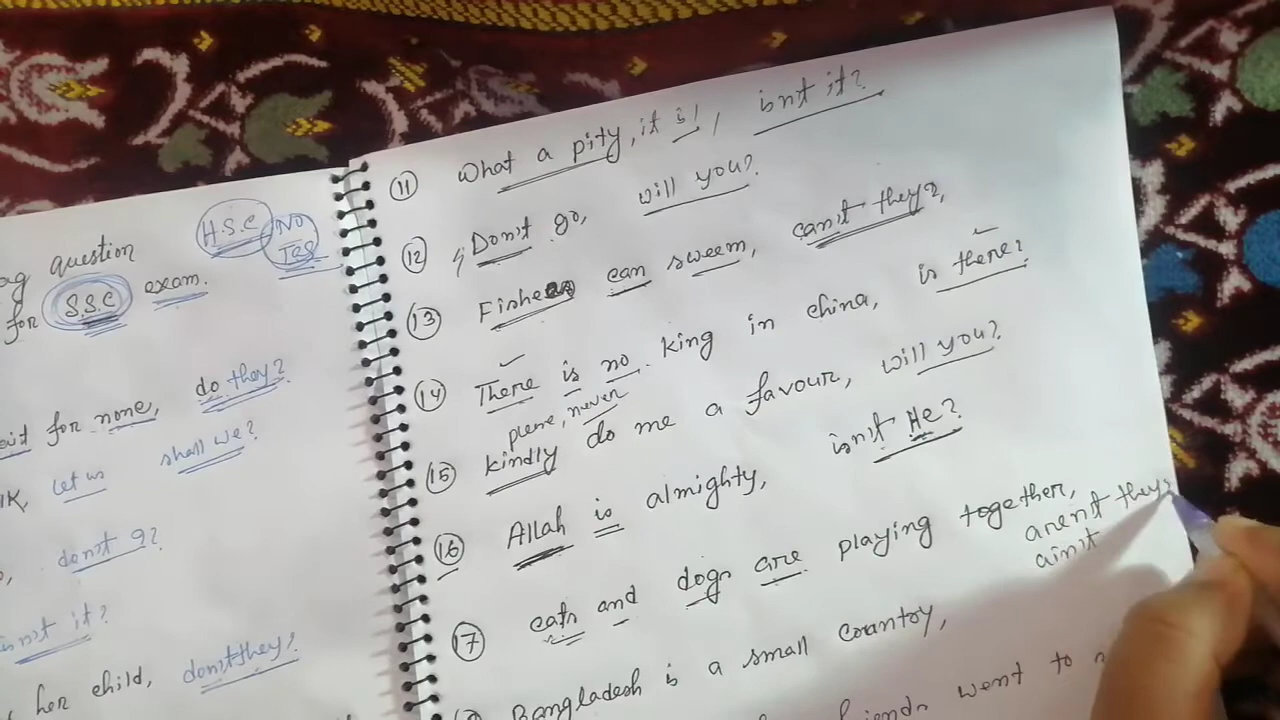 ag question
for S.S.C exam.
H.S.C
No
for none, do they?
let us shall we?
don't I?
isn't it?
her child, don't they?
11 What a pity, it is!, isn't it?
12 Don't go, will you?
13 Fishes can sweem, can't they?,
14 There is no king in china, is there?
please, never
15 kindly do me a favour, will you?
16 Allah is almighty, isn't He?
17 cats and dogs are playing together, aren't they?
ain't
Bangladesh is a small country,
friends went to